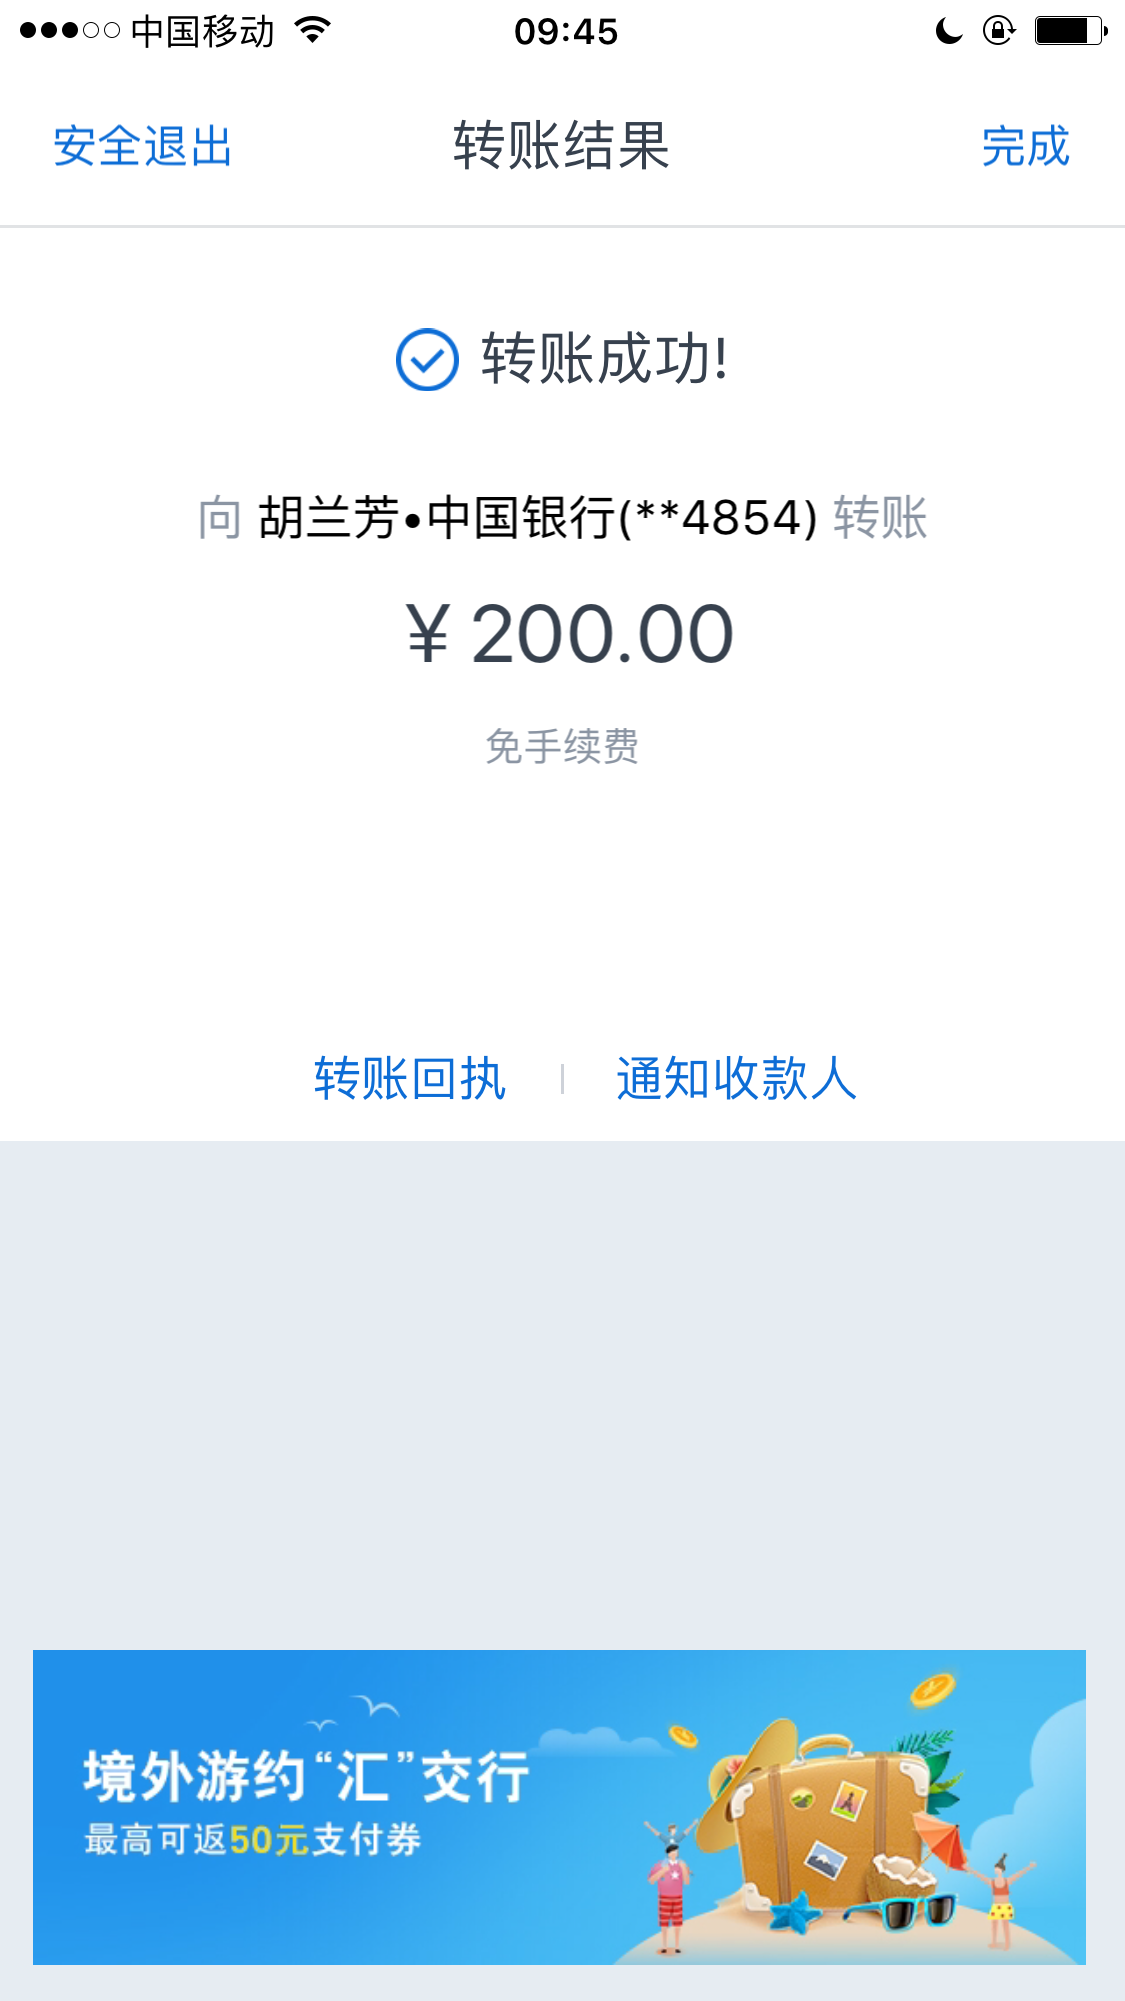 中国移动 09:45
安全退出 转账结果 完成
转账成功!
向 胡兰芳•中国银行(**4854) 转账
¥ 200.00
免手续费
转账回执 通知收款人
境外游约“汇”交行
最高可返50元支付券